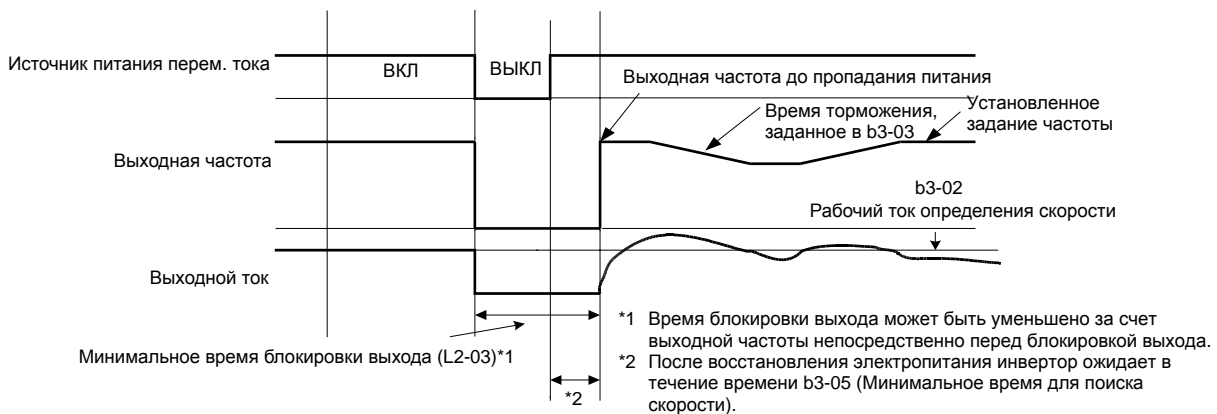 Источник питания перем. тока
ВКЛ
ВЫКЛ
Выходная частота до пропадания питания
Время торможения,
заданное в b3-03
Установленное
задание частоты
Выходная частота
b3-02
Рабочий ток определения скорости
Выходной ток
Минимальное время блокировки выхода (L2-03)*1
*2
*1 Время блокировки выхода может быть уменьшено за счет
выходной частоты непосредственно перед блокировкой выхода.
*2 После восстановления электропитания инвертор ожидает в
течение времени b3-05 (Минимальное время для поиска
скорости).